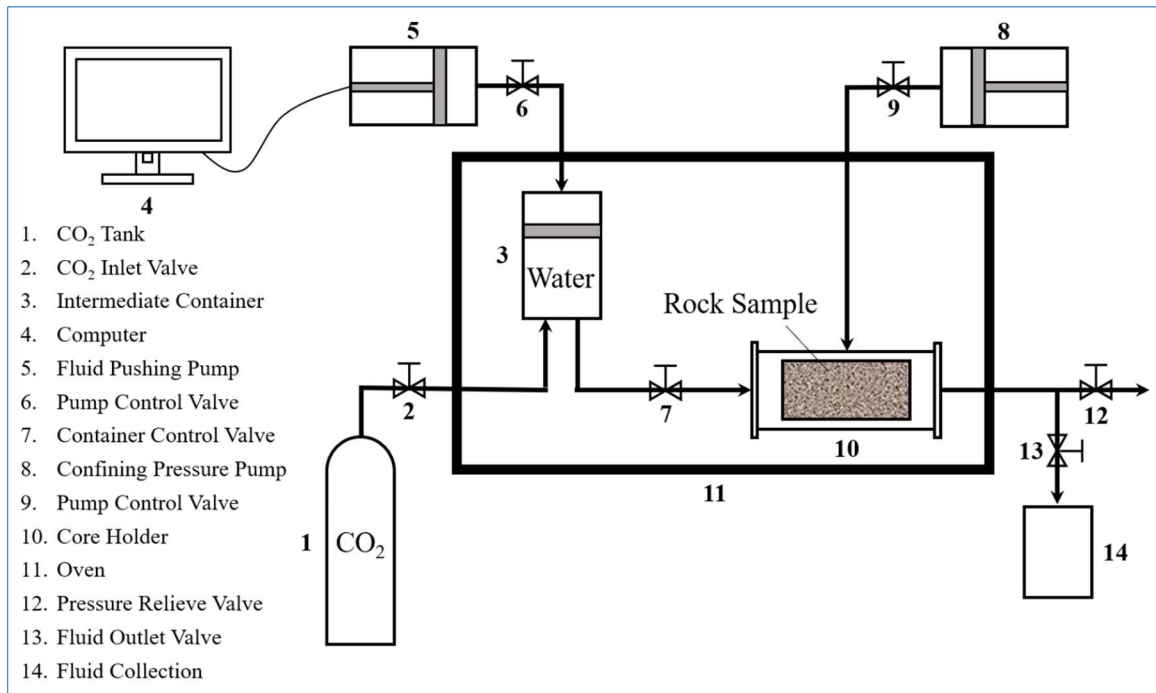 5
8
6
9
4
3
Water
Rock Sample
2
7
10
12
13
11
1
CO₂
14
1. CO₂ Tank
2. CO₂ Inlet Valve
3. Intermediate Container
4. Computer
5. Fluid Pushing Pump
6. Pump Control Valve
7. Container Control Valve
8. Confining Pressure Pump
9. Pump Control Valve
10. Core Holder
11. Oven
12. Pressure Relieve Valve
13. Fluid Outlet Valve
14. Fluid Collection